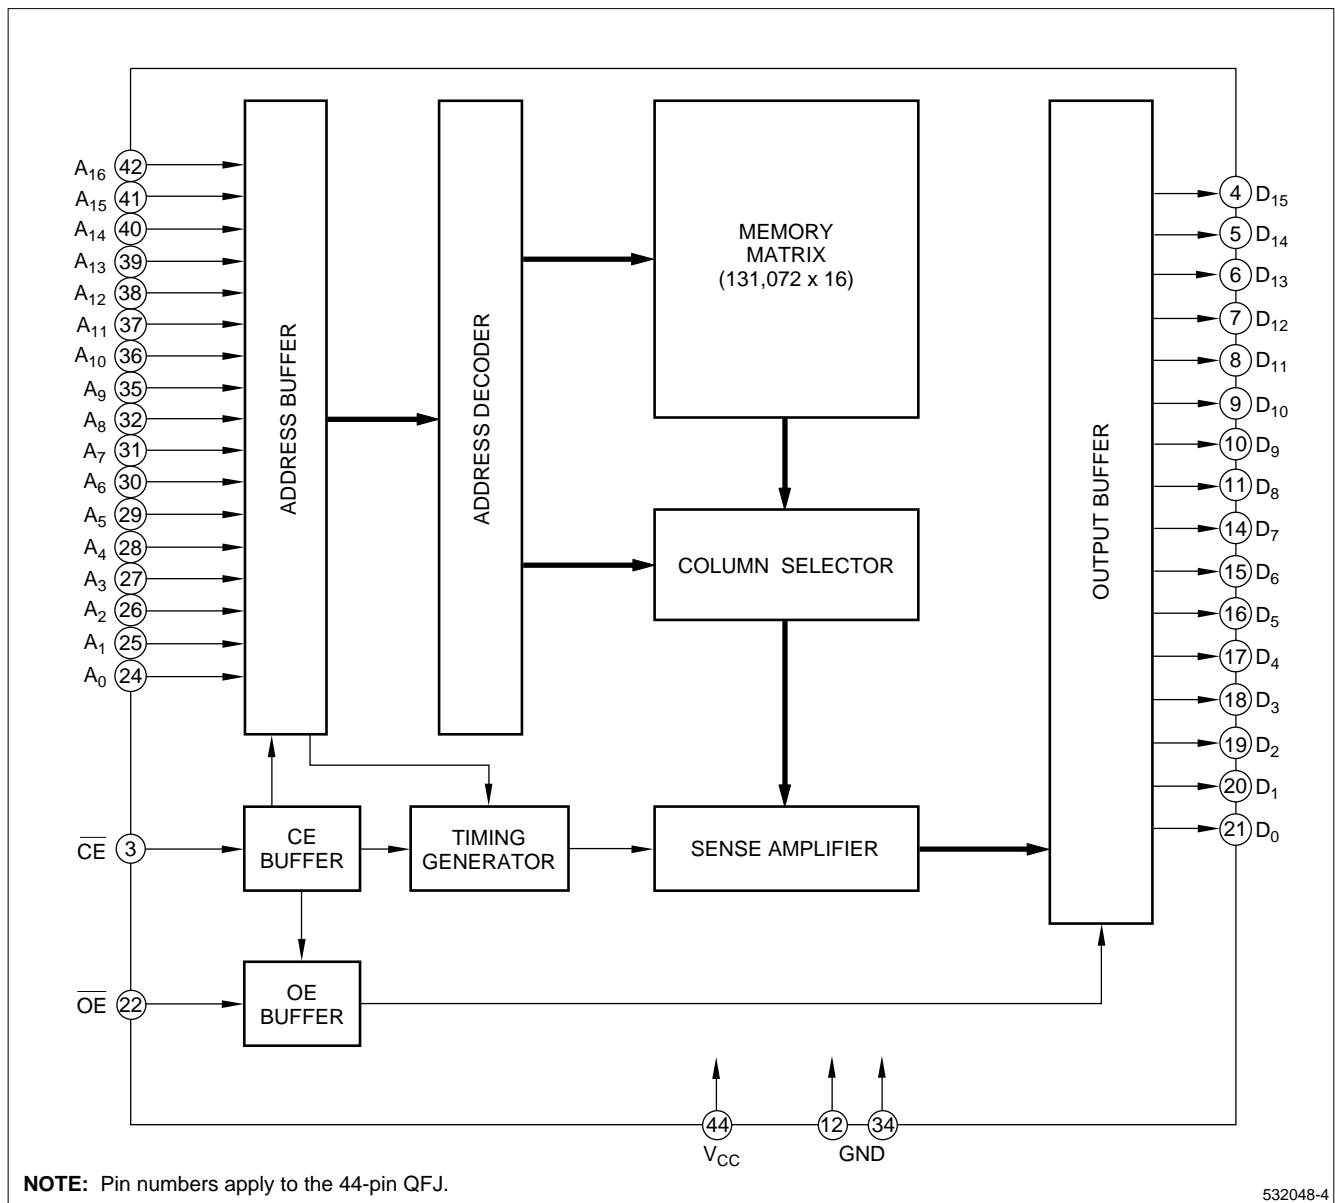 A16 42
A15 41
A14 40
A13 39
A12 38
A11 37
A10 36
A9 35
A8 32
A7 31
A6 30
A5 29
A4 28
A3 27
A2 26
A1 25
A0 24
CE 3
OE 22
ADDRESS BUFFER
ADDRESS DECODER
MEMORY
MATRIX
(131,072 x 16)
COLUMN SELECTOR
CE
BUFFER
TIMING
GENERATOR
SENSE AMPLIFIER
OE
BUFFER
OUTPUT BUFFER
4 D15
5 D14
6 D13
7 D12
8 D11
9 D10
10 D9
11 D8
14 D7
15 D6
16 D5
17 D4
18 D3
19 D2
20 D1
21 D0
44
VCC
12 34
GND
NOTE: Pin numbers apply to the 44-pin QFJ.
532048-4